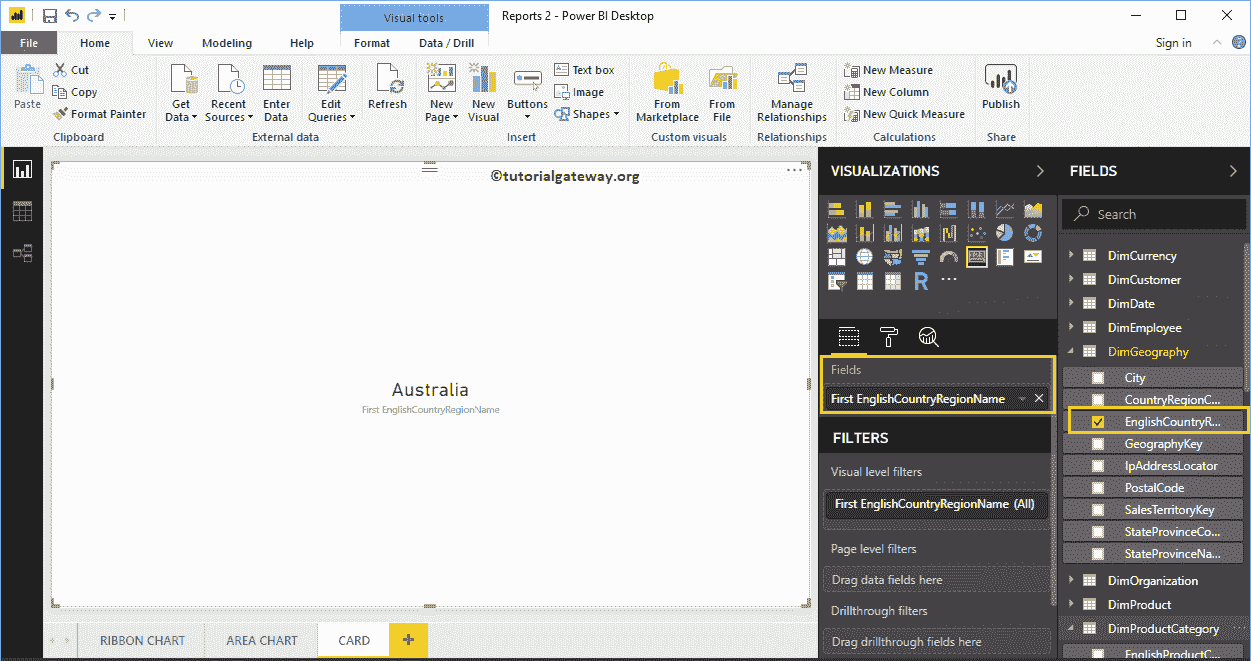 Visual tools
Reports 2 - Power BI Desktop
File
Home
View
Modeling
Help
Format
Data / Drill
Sign in
Paste
Cut
Copy
Format Painter
Clipboard
Get Data
Recent Sources
Enter Data
Edit Queries
External data
Refresh
New Page
New Visual
Buttons
Text box
Image
Shapes
Insert
From Marketplace
From File
Custom visuals
Manage Relationships
Relationships
New Measure
New Column
New Quick Measure
Calculations
Publish
Share
©tutorialgateway.org
Australia
First EnglishCountryRegionName
RIBBON CHART
AREA CHART
CARD
+
VISUALIZATIONS
R
Fields
First EnglishCountryRegionName
FILTERS
Visual level filters
First EnglishCountryRegionName (All)
Page level filters
Drag data fields here
Drillthrough filters
Drag drillthrough fields here
FIELDS
Search
DimCurrency
DimCustomer
DimDate
DimEmployee
DimGeography
City
CountryRegionC...
EnglishCountryR...
GeographyKey
IpAddressLocator
PostalCode
SalesTerritoryKey
StateProvinceCo...
StateProvinceNa...
DimOrganization
DimProduct
DimProductCategory
EnglishProductC...